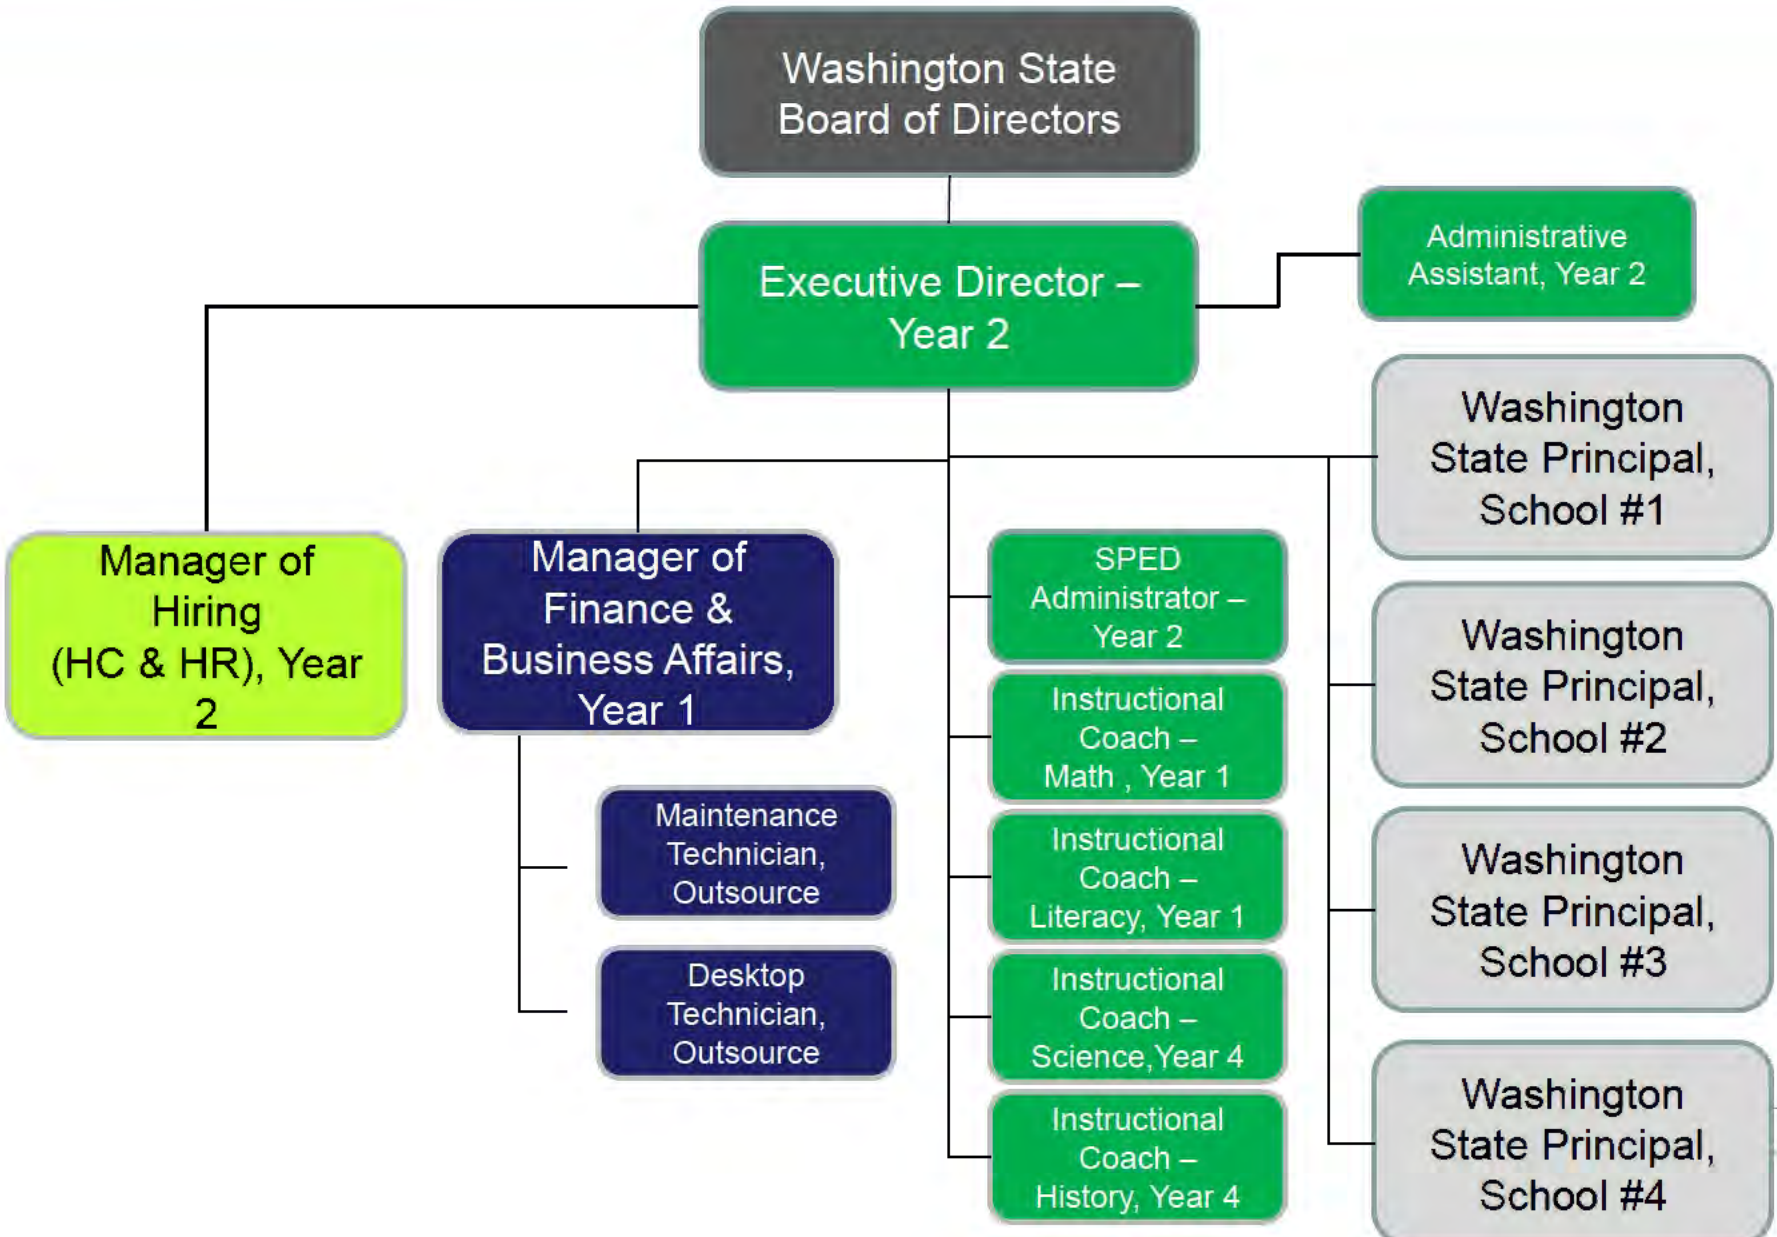 Washington State
Board of Directors
Administrative
Assistant, Year 2
Executive Director –
Year 2
Washington
State Principal,
School #1
Manager of
Hiring
(HC & HR), Year
2
Manager of
Finance &
Business Affairs,
Year 1
SPED
Administrator –
Year 2
Washington
State Principal,
School #2
Instructional
Coach –
Math , Year 1
Maintenance
Technician,
Outsource
Instructional
Coach –
Literacy, Year 1
Washington
State Principal,
School #3
Desktop
Technician,
Outsource
Instructional
Coach –
Science,Year 4
Washington
State Principal,
School #4
Instructional
Coach –
History, Year 4